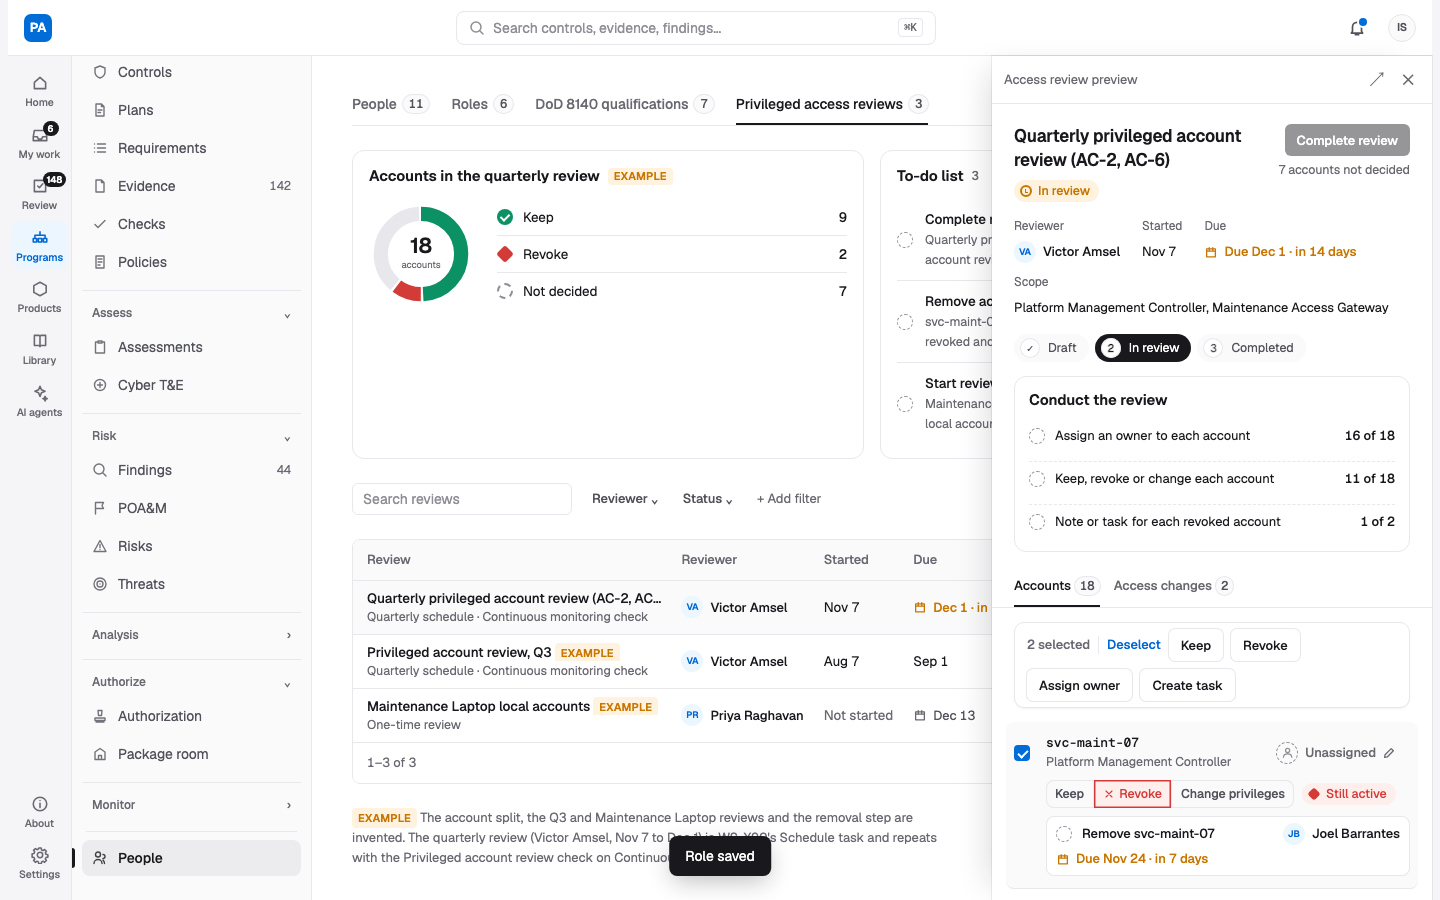 PA
Search controls, evidence, findings...
⌘K
IS
Home
6
My work
148
Review
Programs
Products
Library
AI agents
About
Settings
Controls
Plans
Requirements
Evidence 142
Checks
Policies
Assess
Assessments
Cyber T&E
Risk
Findings 44
POA&M
Risks
Threats
Analysis
Authorize
Authorization
Package room
Monitor
People
People 11 Roles 6 DoD 8140 qualifications 7 Privileged access reviews 3
Accounts in the quarterly review EXAMPLE
18
accounts
Keep 9
Revoke 2
Not decided 7
To-do list 3
Complete
Quarterly
account
Remove
revoked
Start review
Maintenance
local
Search reviews
Reviewer Status + Add filter
Review Reviewer Started Due
Quarterly privileged account review (AC-2, AC...
Quarterly schedule · Continuous monitoring check
VA Victor Amsel Nov 7 Dec 1 · in
Privileged account review, Q3 EXAMPLE
Quarterly schedule · Continuous monitoring check
VA Victor Amsel Aug 7 Sep 1
Maintenance Laptop local accounts EXAMPLE
One-time review
PR Priya Raghavan Not started Dec 13
1–3 of 3
EXAMPLE The account split, the Q3 and Maintenance Laptop reviews and the removal step are
invented. The quarterly review (Victor Amsel, Nov 7 to Schedule task and repeats
with the Privileged account review check on
Role saved
Access review preview
Quarterly privileged account
review (AC-2, AC-6)
Complete review
7 accounts not decided
In review
Reviewer Started Due
VA Victor Amsel Nov 7 Due Dec 1 · in 14 days
Scope
Platform Management Controller, Maintenance Access Gateway
Draft 2 In review 3 Completed
Conduct the review
Assign an owner to each account 16 of 18
Keep, revoke or change each account 11 of 18
Note or task for each revoked account 1 of 2
Accounts 18 Access changes 2
2 selected Deselect Keep Revoke
Assign owner Create task
svc-maint-07
Platform Management Controller
Unassigned
Keep Revoke Change privileges Still active
Remove svc-maint-07 JB Joel Barrantes
Due Nov 24 · in 7 days